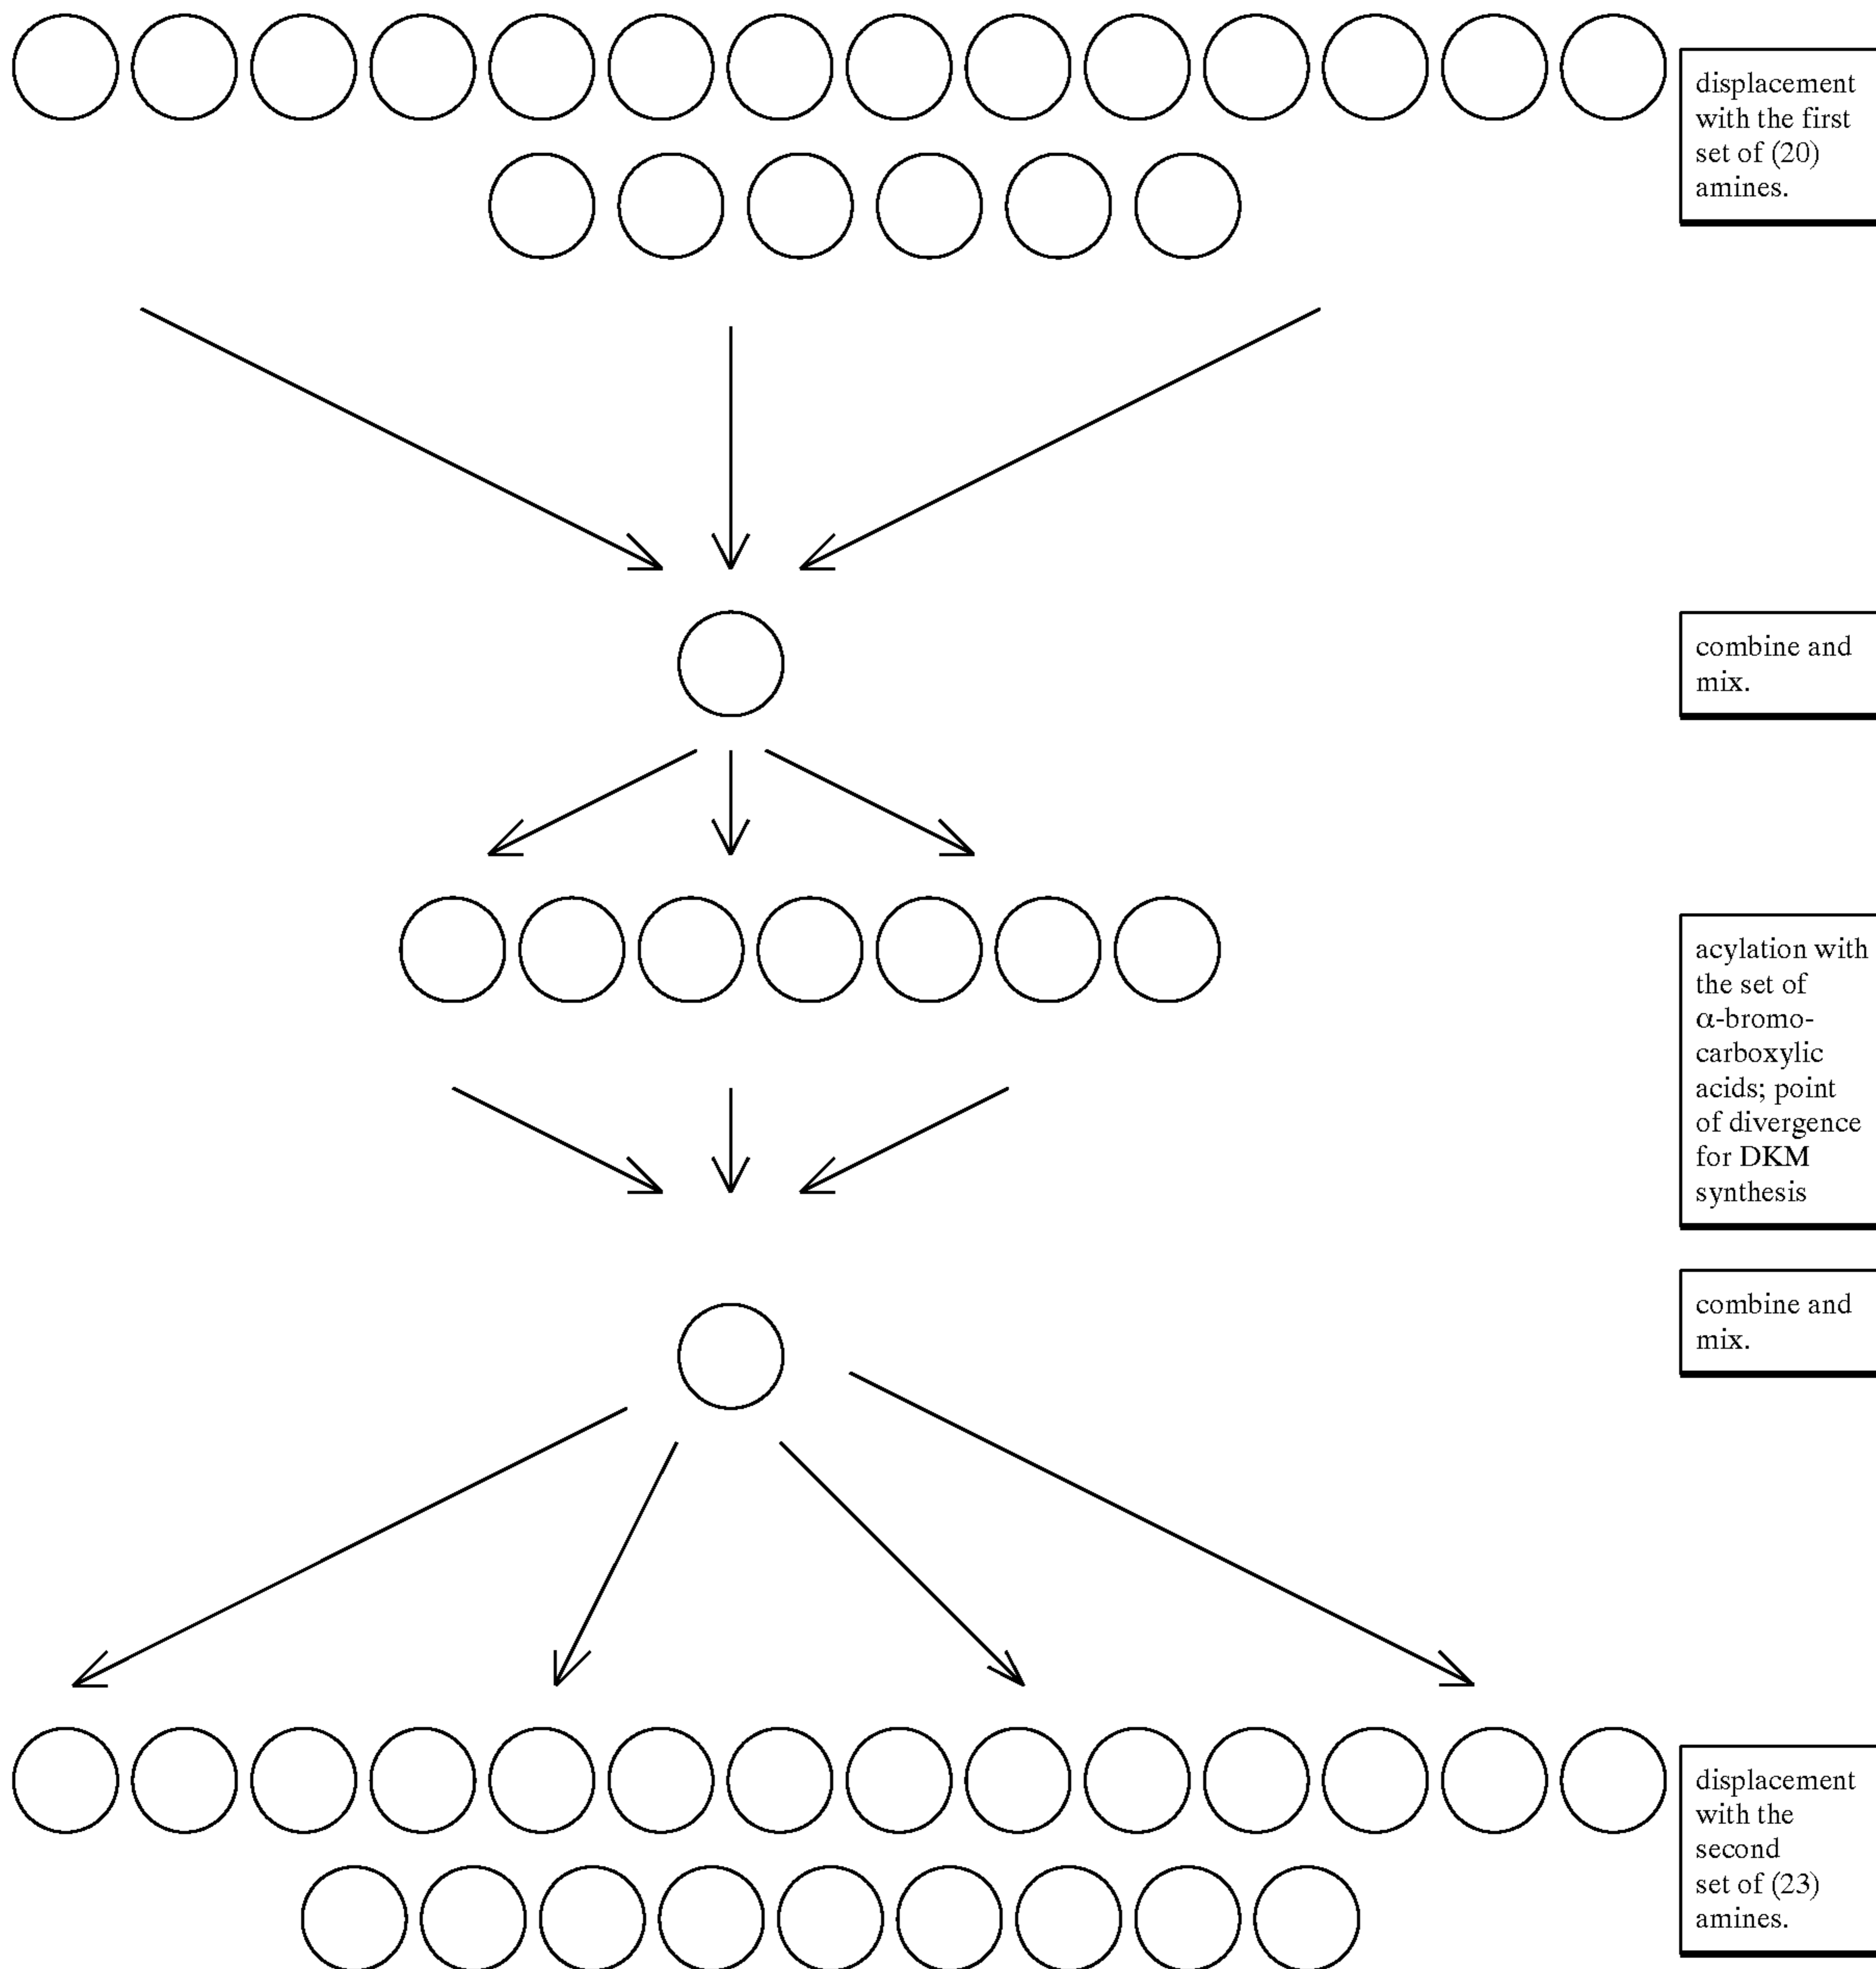 displacement
with the first
set of (20)
amines.
combine and
mix.
acylation with
the set of
α-bromo-
carboxylic
acids; point
of divergence
for DKM
synthesis
combine and
mix.
displacement
with the
second
set of (23)
amines.